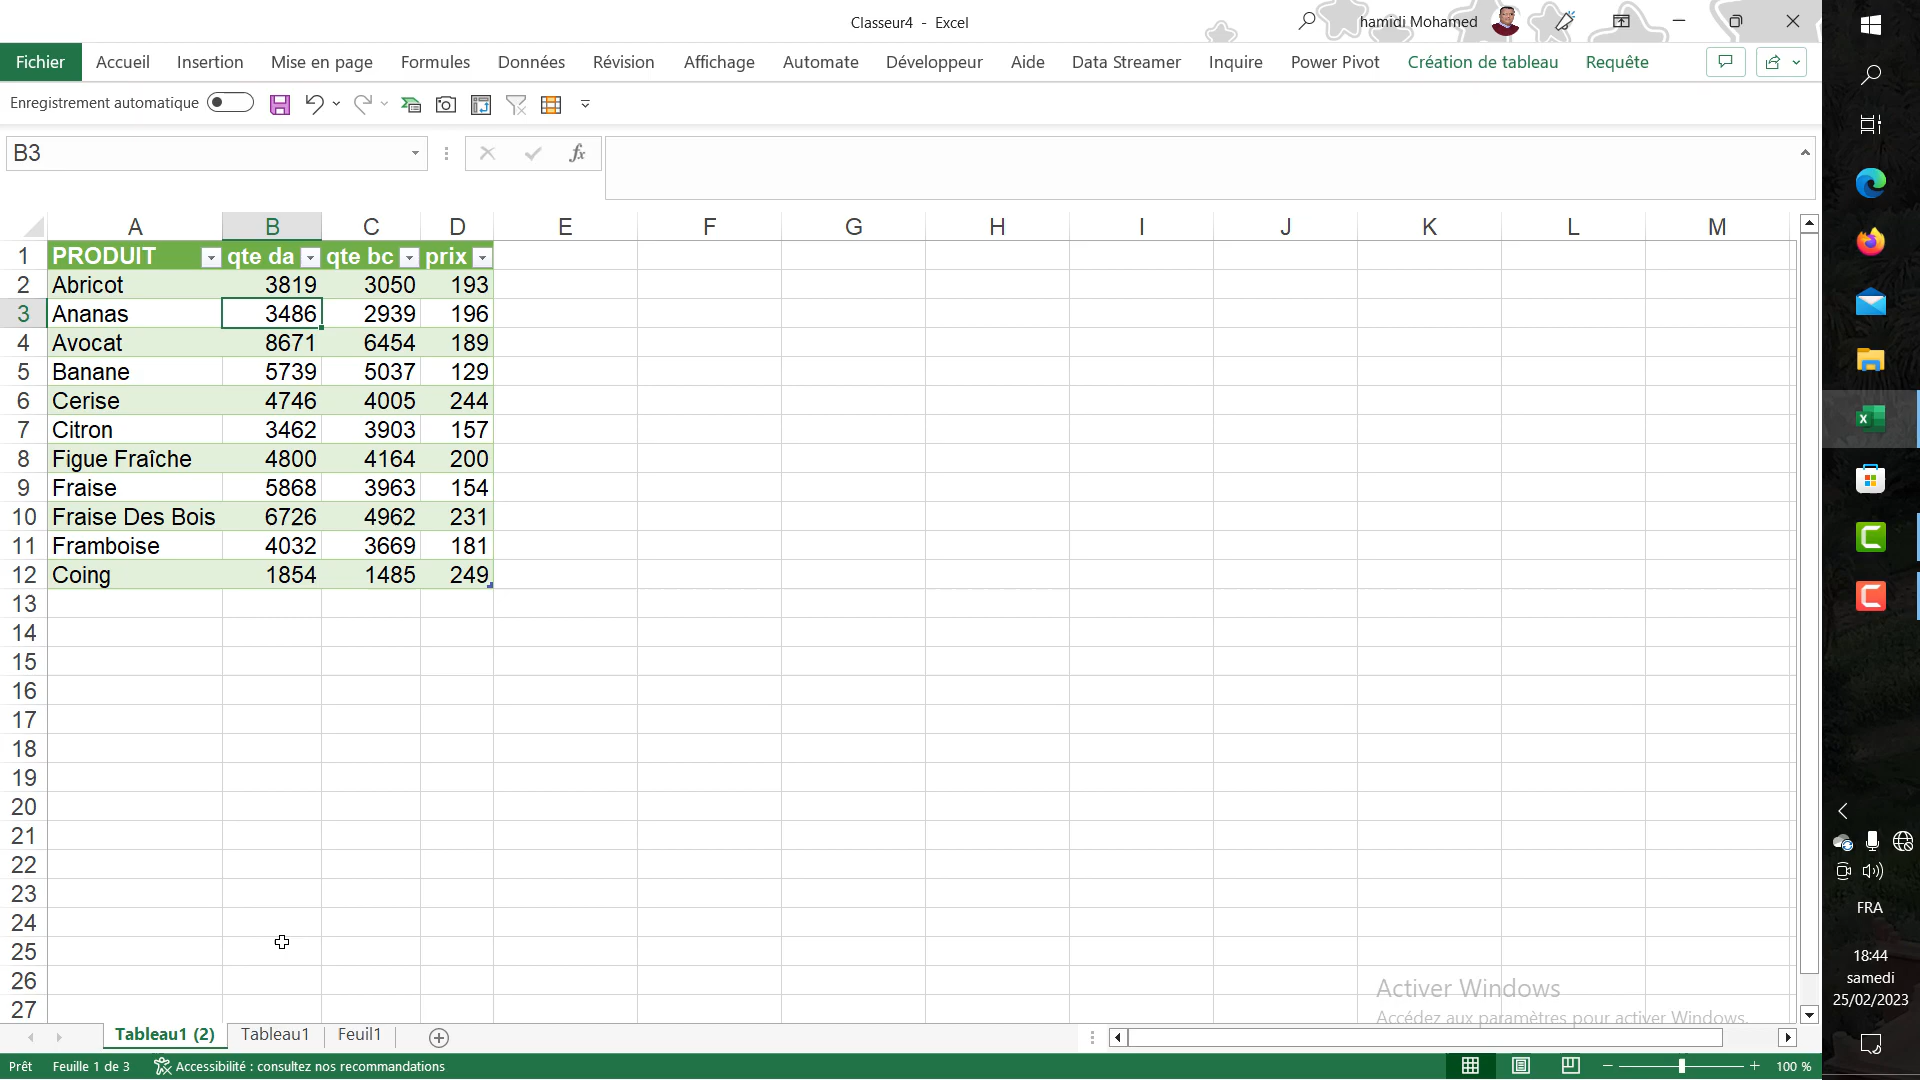 Classeur4 - Excel
hamidi Mohamed
Fichier Accueil Insertion Mise en page Formules Données Révision Affichage Automate Développeur Aide Data Streamer Inquire Power Pivot Création de tableau Requête
Enregistrement automatique
B3
fx
A B C D E F G H I J K L M
1 PRODUIT qte da qte bc prix
2 Abricot 3819 3050 193
3 Ananas 3486 2939 196
4 Avocat 8671 6454 189
5 Banane 5739 5037 129
6 Cerise 4746 4005 244
7 Citron 3462 3903 157
8 Figue Fraîche 4800 4164 200
9 Fraise 5868 3963 154
10 Fraise Des Bois 6726 4962 231
11 Framboise 4032 3669 181
12 Coing 1854 1485 249
13
14
15
16
17
18
19
20
21
22
23
24
25
26
27
Activer Windows
Accédez aux paramètres pour activer Windows.
Tableau1 (2) Tableau1 Feuil1
Prêt Feuille 1 de 3 Accessibilité : consultez nos recommandations 100 %
FRA
18:44
samedi
25/02/2023